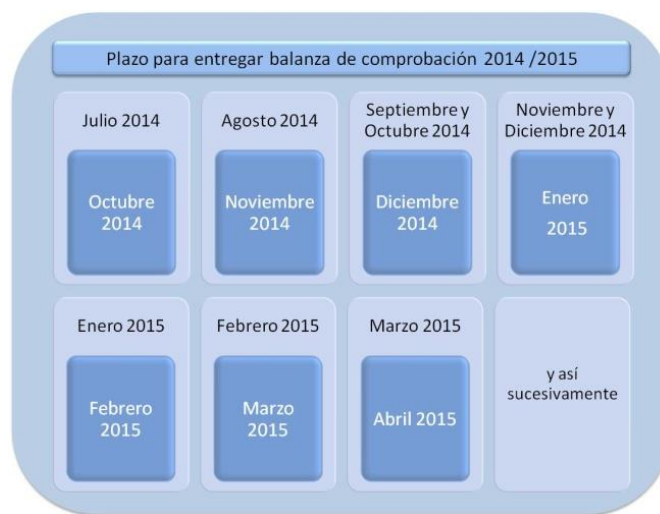 Plazo para entregar balanza de comprobación 2014 /2015
Julio 2014
Octubre
2014
Agosto 2014
Noviembre
2014
Septiembre y
Octubre 2014
Diciembre
2014
Noviembre y
Diciembre 2014
Enero
2015
Enero 2015
Febrero
2015
Febrero 2015
Marzo
2015
Marzo 2015
Abril 2015
y así
sucesivamente